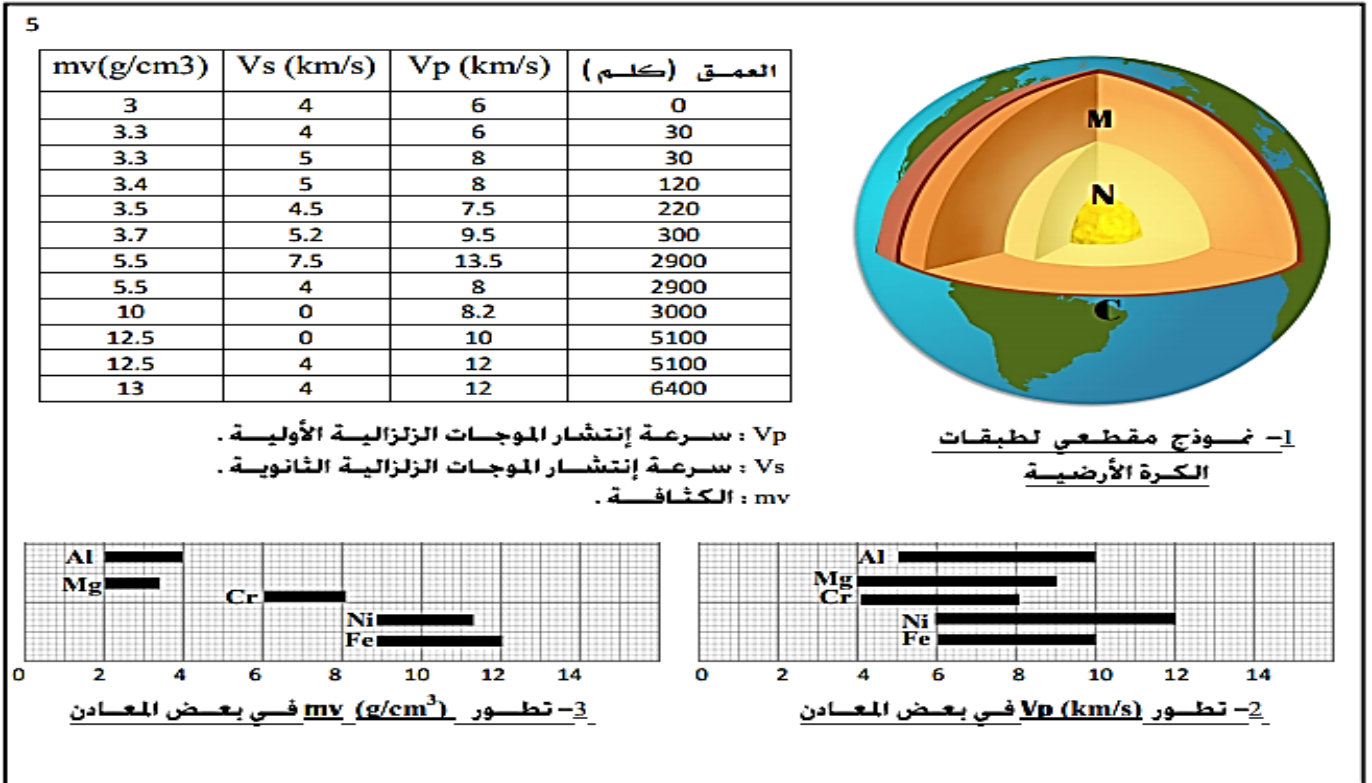 5
mv(g/cm3) Vs (km/s) Vp (km/s) العمق (كلم)
3 4 6 0
3.3 4 6 30
3.3 5 8 30
3.4 5 8 120
3.5 4.5 7.5 220
3.7 5.2 9.5 300
5.5 7.5 13.5 2900
5.5 4 8 2900
10 0 8.2 3000
12.5 0 10 5100
12.5 4 12 5100
13 4 12 6400
M
N
C
Vp : سرعة إنتشار الموجات الزلزالية الأولية .
Vs : سرعة إنتشار الموجات الزلزالية الثانوية .
mv : الكثافة .
1- نموذج مقطعي لطبقات
الكرة الأرضية
Al
Mg
Cr
Ni
Fe
0 2 4 6 8 10 12 14
3- تطور mv (g/cm³) في بعض المعادن
Al
Mg
Cr
Ni
Fe
0 2 4 6 8 10 12 14
2- تطور Vp (km/s) في بعض المعادن